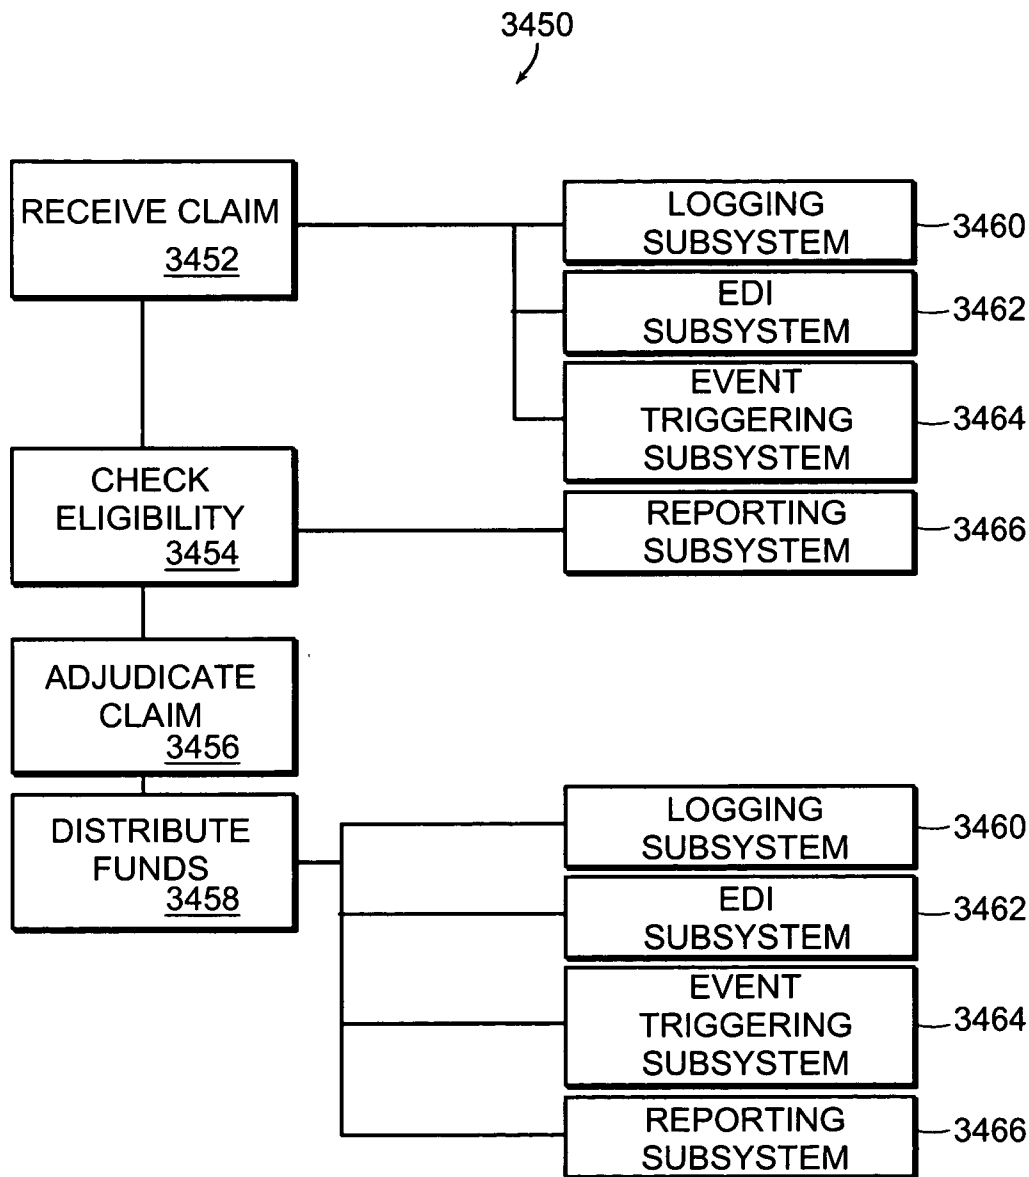 3450
RECEIVE CLAIM
3452
LOGGING
SUBSYSTEM
3460
EDI
SUBSYSTEM
3462
EVENT
TRIGGERING
SUBSYSTEM
3464
CHECK
ELIGIBILITY
3454
REPORTING
SUBSYSTEM
3466
ADJUDICATE
CLAIM
3456
DISTRIBUTE
FUNDS
3458
LOGGING
SUBSYSTEM
3460
EDI
SUBSYSTEM
3462
EVENT
TRIGGERING
SUBSYSTEM
3464
REPORTING
SUBSYSTEM
3466